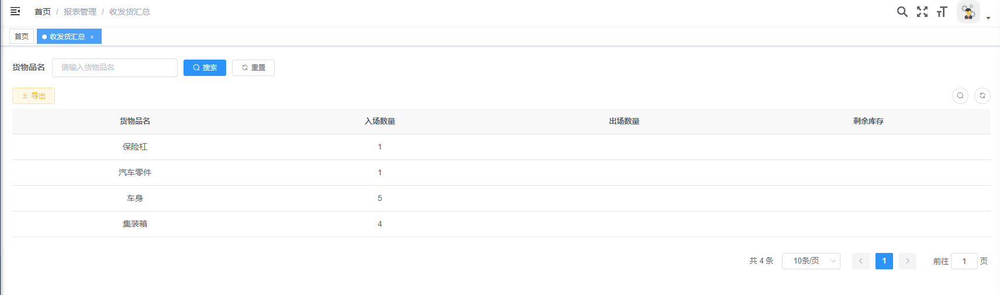 首页 / 报表管理 / 收发货汇总
首页 收发货汇总 ×
货物品名 请输入货物品名 搜索 重置
导出
货物品名 入场数量 出场数量 剩余库存
保险杠 1
汽车零件 1
车身 5
集装箱 4
共 4 条 10条/页 1 前往 1 页